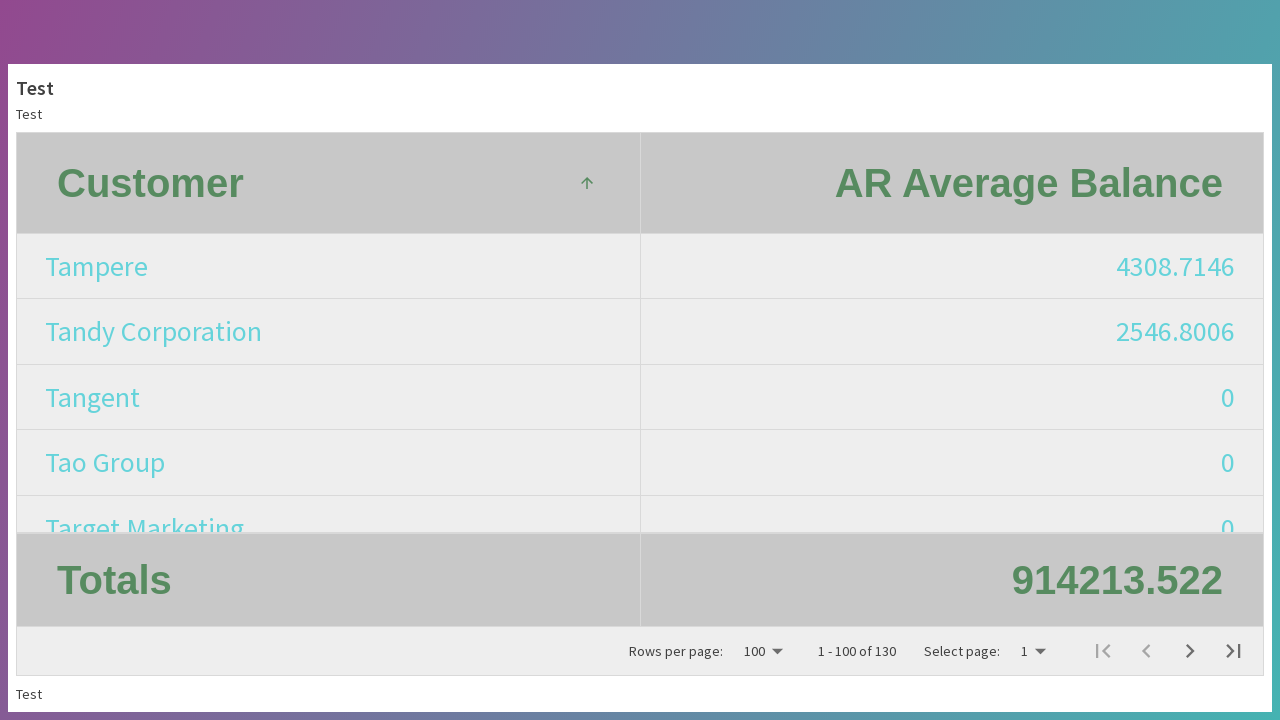 Test
Test
Customer AR Average Balance
Tampere 4308.7146
Tandy Corporation 2546.8006
Tangent 0
Tao Group 0
Target Marketing 0
Totals 914213.522
Rows per page: 100 1 - 100 of 130 Select page: 1
Test